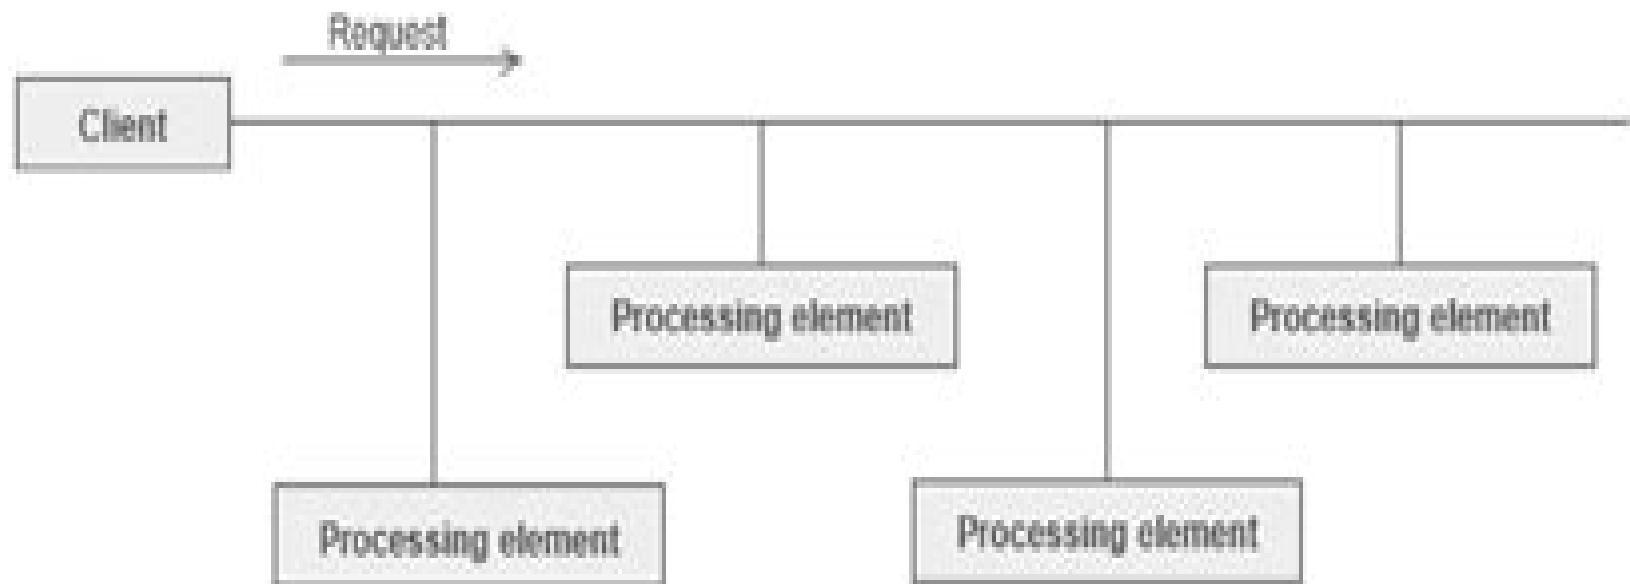 Request
Client
Processing element
Processing element
Processing element
Processing element